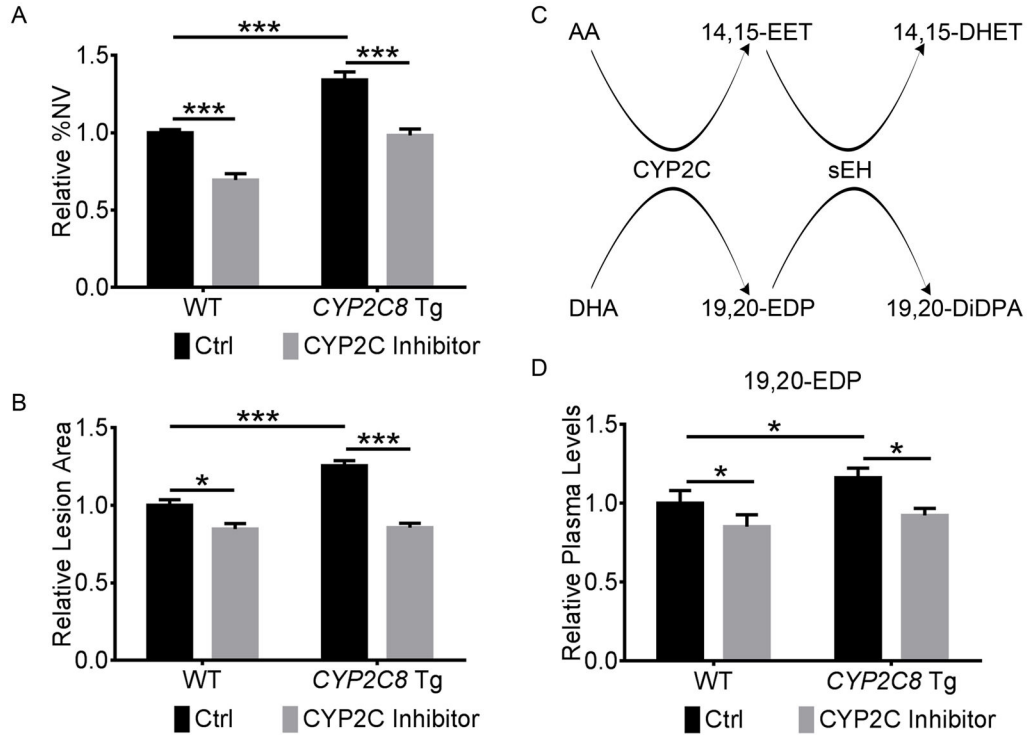 A
***
***
***
1.5
1.0
0.5
0.0
Relative %NV
WT
CYP2C8 Tg
Ctrl
CYP2C Inhibitor
B
***
*
***
1.5
1.0
0.5
0.0
Relative Lesion Area
WT
CYP2C8 Tg
Ctrl
CYP2C Inhibitor
C
AA
14,15-EET
14,15-DHET
CYP2C
sEH
DHA
19,20-EDP
19,20-DiDPA
D
19,20-EDP
*
*
*
1.5
1.0
0.5
0.0
Relative Plasma Levels
WT
CYP2C8 Tg
Ctrl
CYP2C Inhibitor